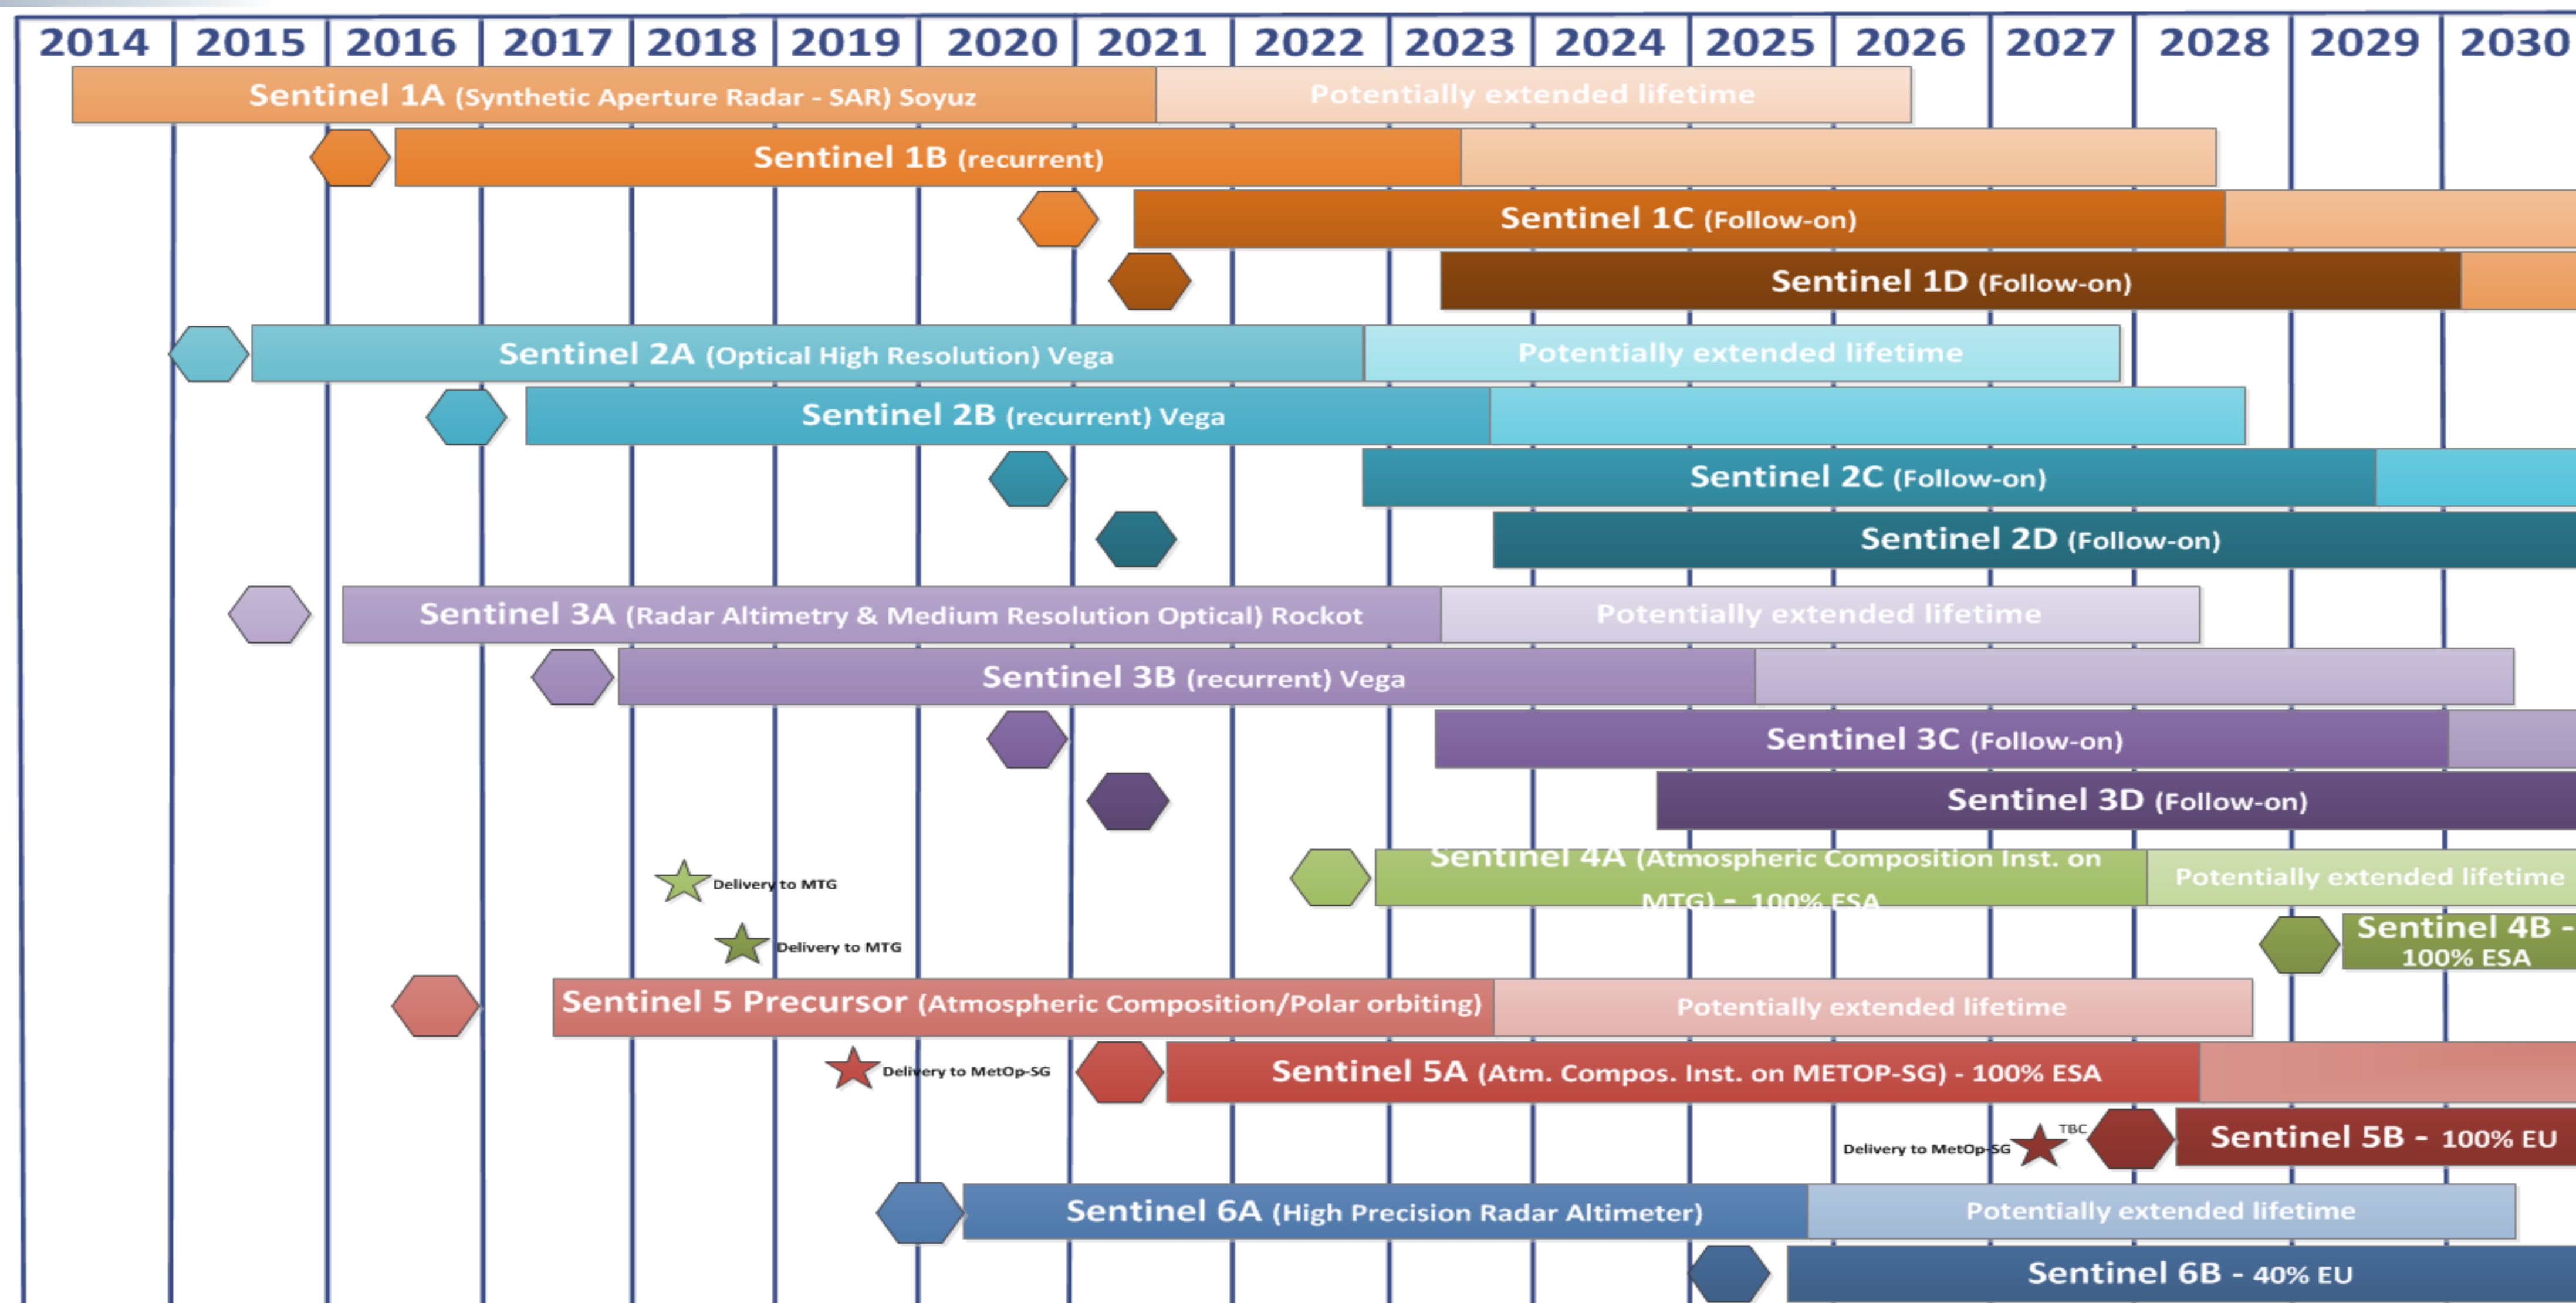 2014 2015 2016 2017 2018 2019 2020 2021 2022 2023 2024 2025 2026 2027 2028 2029 2030
Sentinel 1A (Synthetic Aperture Radar - SAR) Soyuz Potentially extended lifetime
Sentinel 1B (recurrent)
Sentinel 1C (Follow-on)
Sentinel 1D (Follow-on)
Sentinel 2A (Optical High Resolution) Vega Potentially extended lifetime
Sentinel 2B (recurrent) Vega
Sentinel 2C (Follow-on)
Sentinel 2D (Follow-on)
Sentinel 3A (Radar Altimetry & Medium Resolution Optical) Rockot Potentially extended lifetime
Sentinel 3B (recurrent) Vega
Sentinel 3C (Follow-on)
Sentinel 3D (Follow-on)
Delivery to MTG
Sentinel 4A (Atmospheric Composition Inst. on
MTG) - 100% ESA
Potentially extended lifetime
Delivery to MTG
Sentinel 4B -
100% ESA
Sentinel 5 Precursor (Atmospheric Composition/Polar orbiting) Potentially extended lifetime
Delivery to MetOp-SG Sentinel 5A (Atm. Compos. Inst. on METOP-SG) - 100% ESA
Delivery to MetOp-SG TBC Sentinel 5B - 100% EU
Sentinel 6A (High Precision Radar Altimeter) Potentially extended lifetime
Sentinel 6B - 40% EU